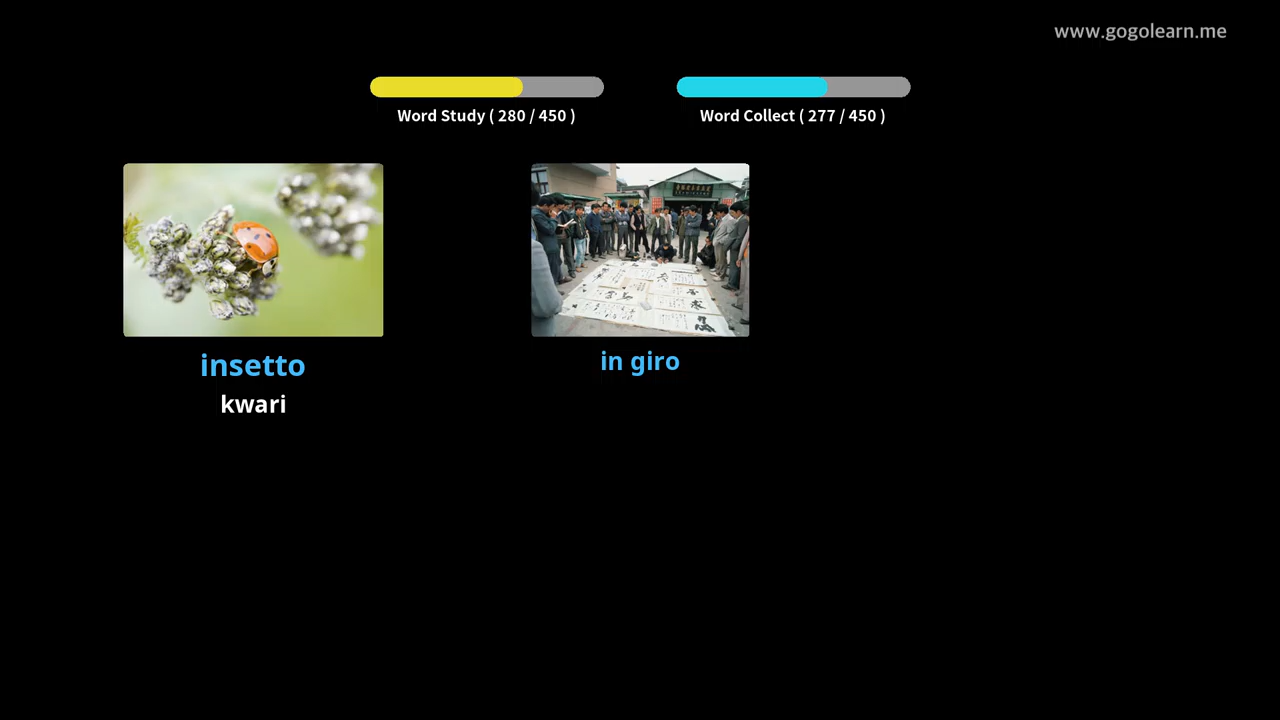 www.gogolearn.me
Word Study ( 280 / 450 )
Word Collect ( 277 / 450 )
insetto
kwari
in giro